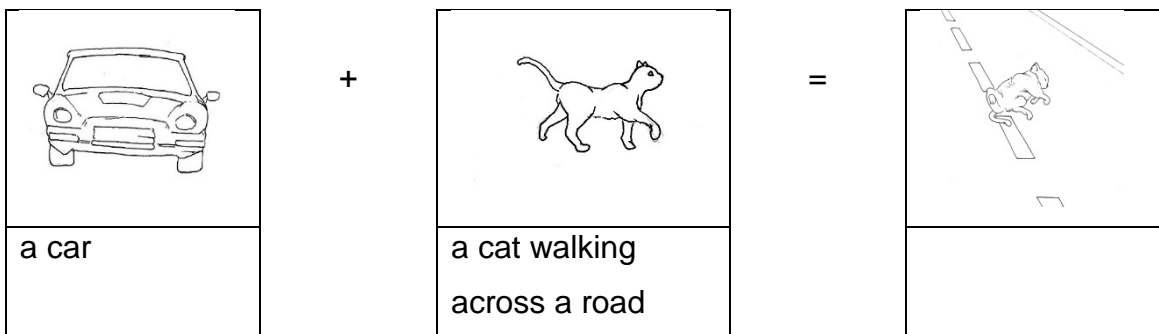 +
=
a car
a cat walking
across a road